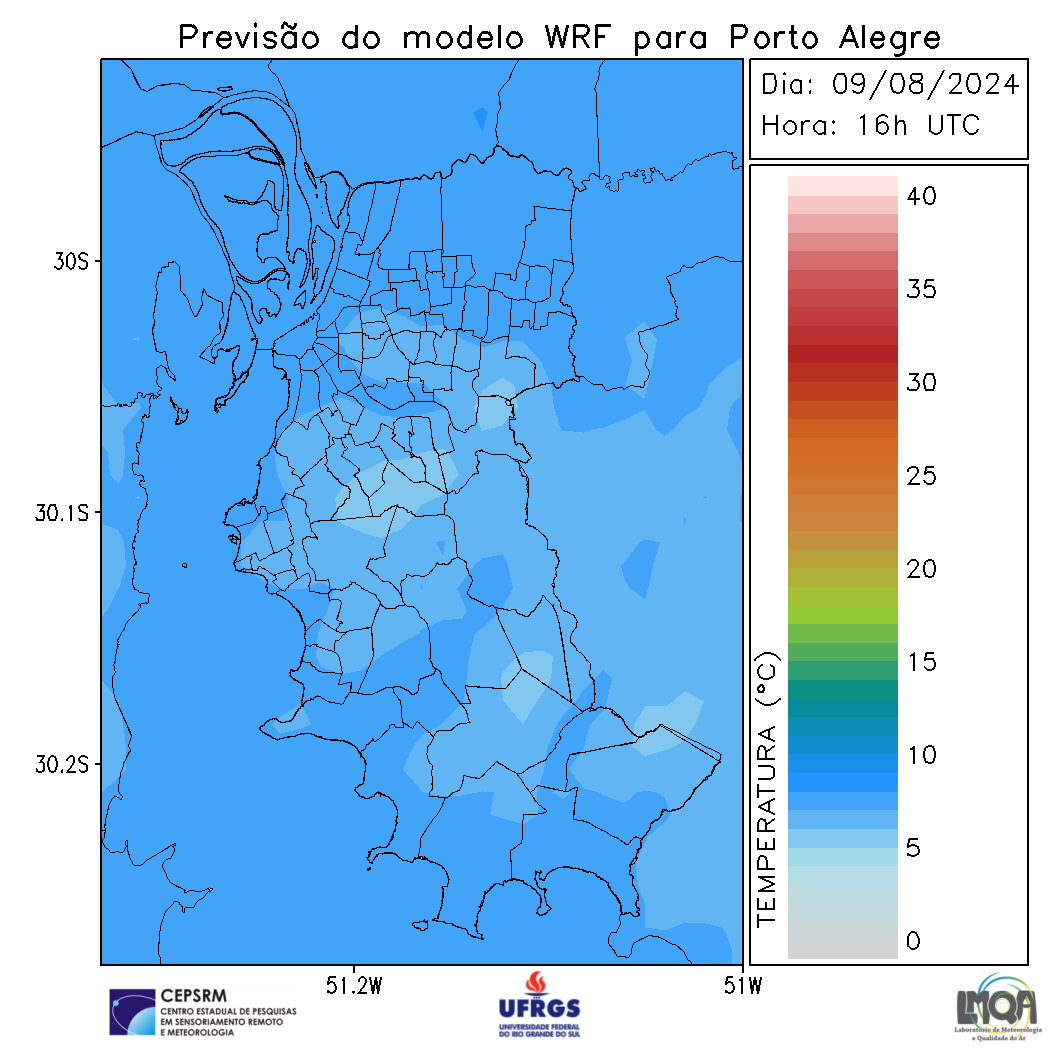 Previsão do modelo WRF para Porto Alegre
Dia: 09/08/2024
Hora: 16h UTC
40
35
30
25
20
15
10
5
0
TEMPERATURA (°C)
30S
30.1S
30.2S
51.2W
51W
CEPSRM
CENTRO ESTADUAL DE PESQUISAS
EM SENSORIAMENTO REMOTO
E METEOROLOGIA
UFRGS
UNIVERSIDADE FEDERAL
DO RIO GRANDE DO SUL
LMQA
Laboratório de Meteorologia
e Qualidade do Ar